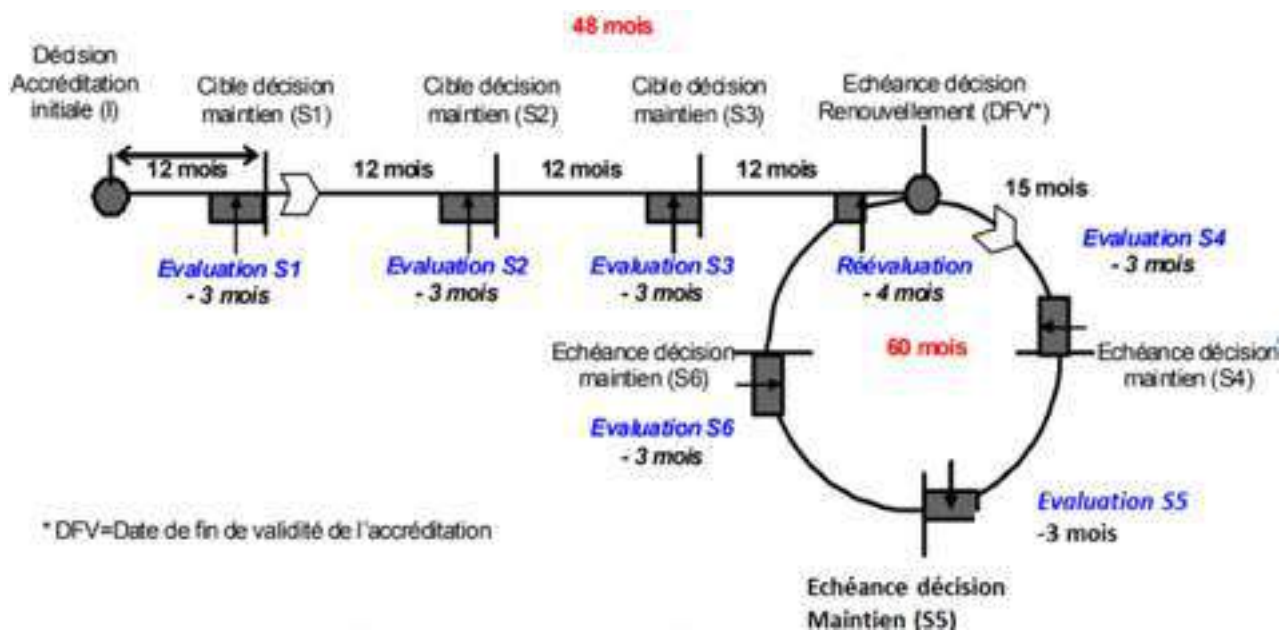 48 mois
Décision
Accréditation
initiale (I)
Cible décision
maintien (S1)
Cible décision
maintien (S2)
Cible décision
maintien (S3)
Echéance décision
Renouvellement (DFV*)
12 mois
12 mois
12 mois
12 mois
15 mois
Evaluation S1
- 3 mois
Evaluation S2
- 3 mois
Evaluation S3
- 3 mois
Réévaluation
- 4 mois
Evaluation S4
- 3 mois
60 mois
Echéance décision
maintien (S6)
Echéance décision
maintien (S4)
Evaluation S6
- 3 mois
Evaluation S5
-3 mois
* DFV=Date de fin de validité de l'accréditation
Echéance décision
Maintien (S5)